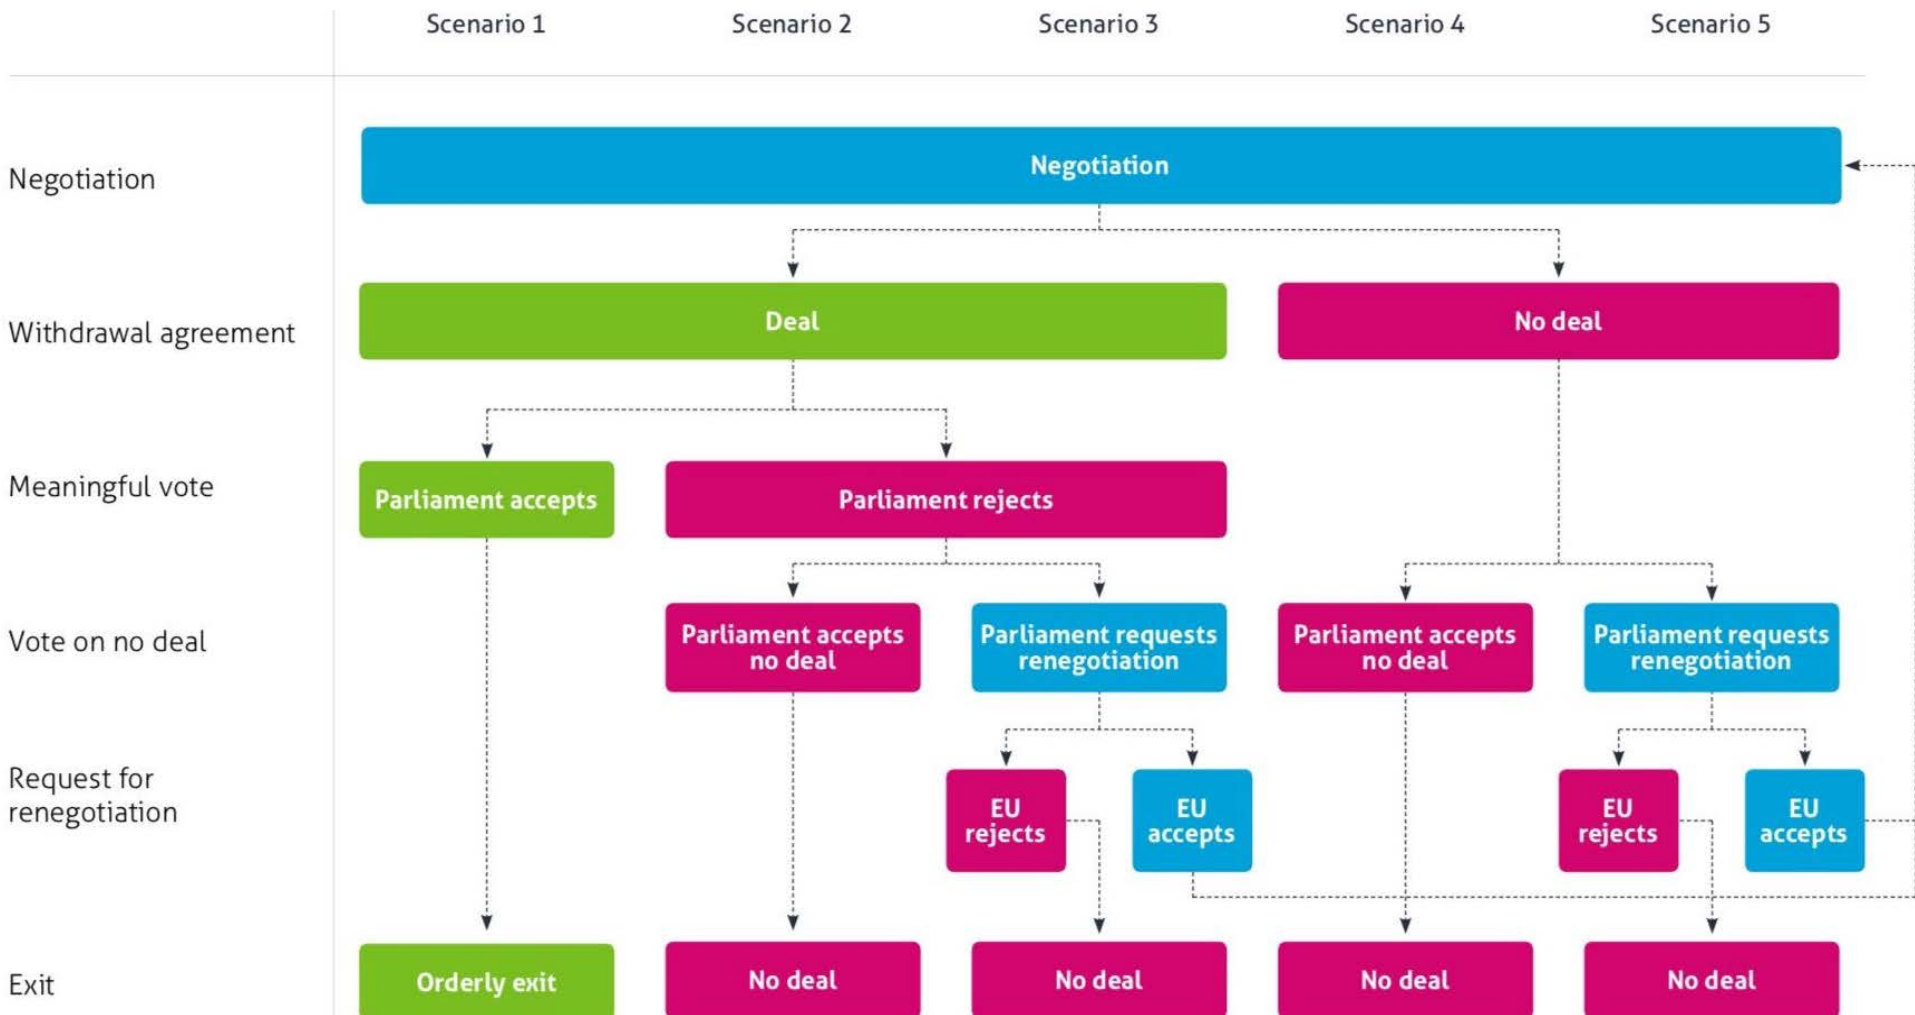 Scenario 1
Scenario 2
Scenario 3
Scenario 4
Scenario 5
Negotiation
Negotiation
Withdrawal agreement
Deal
No deal
Meaningful vote
Parliament accepts
Parliament rejects
Vote on no deal
Parliament accepts
no deal
Parliament requests
renegotiation
Parliament accepts
no deal
Parliament requests
renegotiation
Request for
renegotiation
EU
rejects
EU
accepts
EU
rejects
EU
accepts
Exit
Orderly exit
No deal
No deal
No deal
No deal